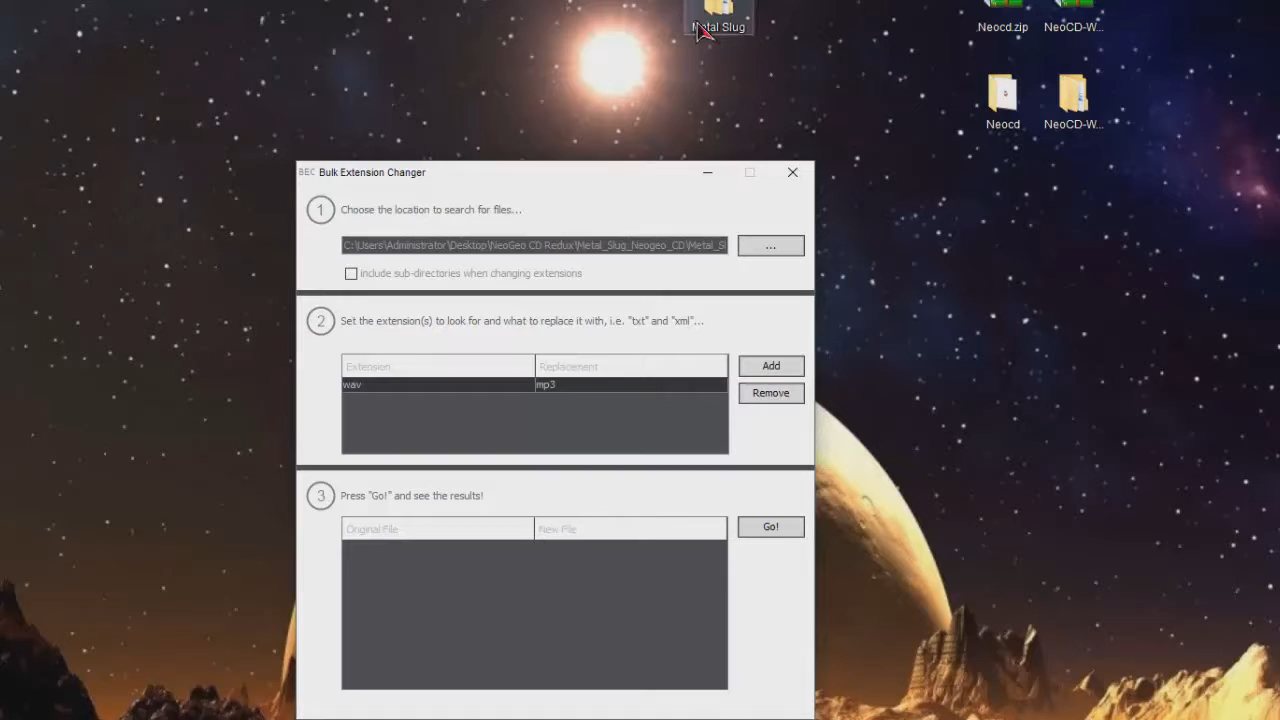 Metal Slug
Neocd.zip
NeoCD-W...
Neocd
NeoCD-W...
BEC Bulk Extension Changer
1 Choose the location to search for files...
C:\Users\Administrator\Desktop\NeoGeo CD Redux\Metal_Slug_Neogeo_CD\Metal_Sl
...
Include sub-directories when changing extensions
2 Set the extension(s) to look for and what to replace it with, i.e. "txt" and "xml"...
Extension Replacement
wav mp3
Add
Remove
3 Press "Go!" and see the results!
Original File New File
Go!